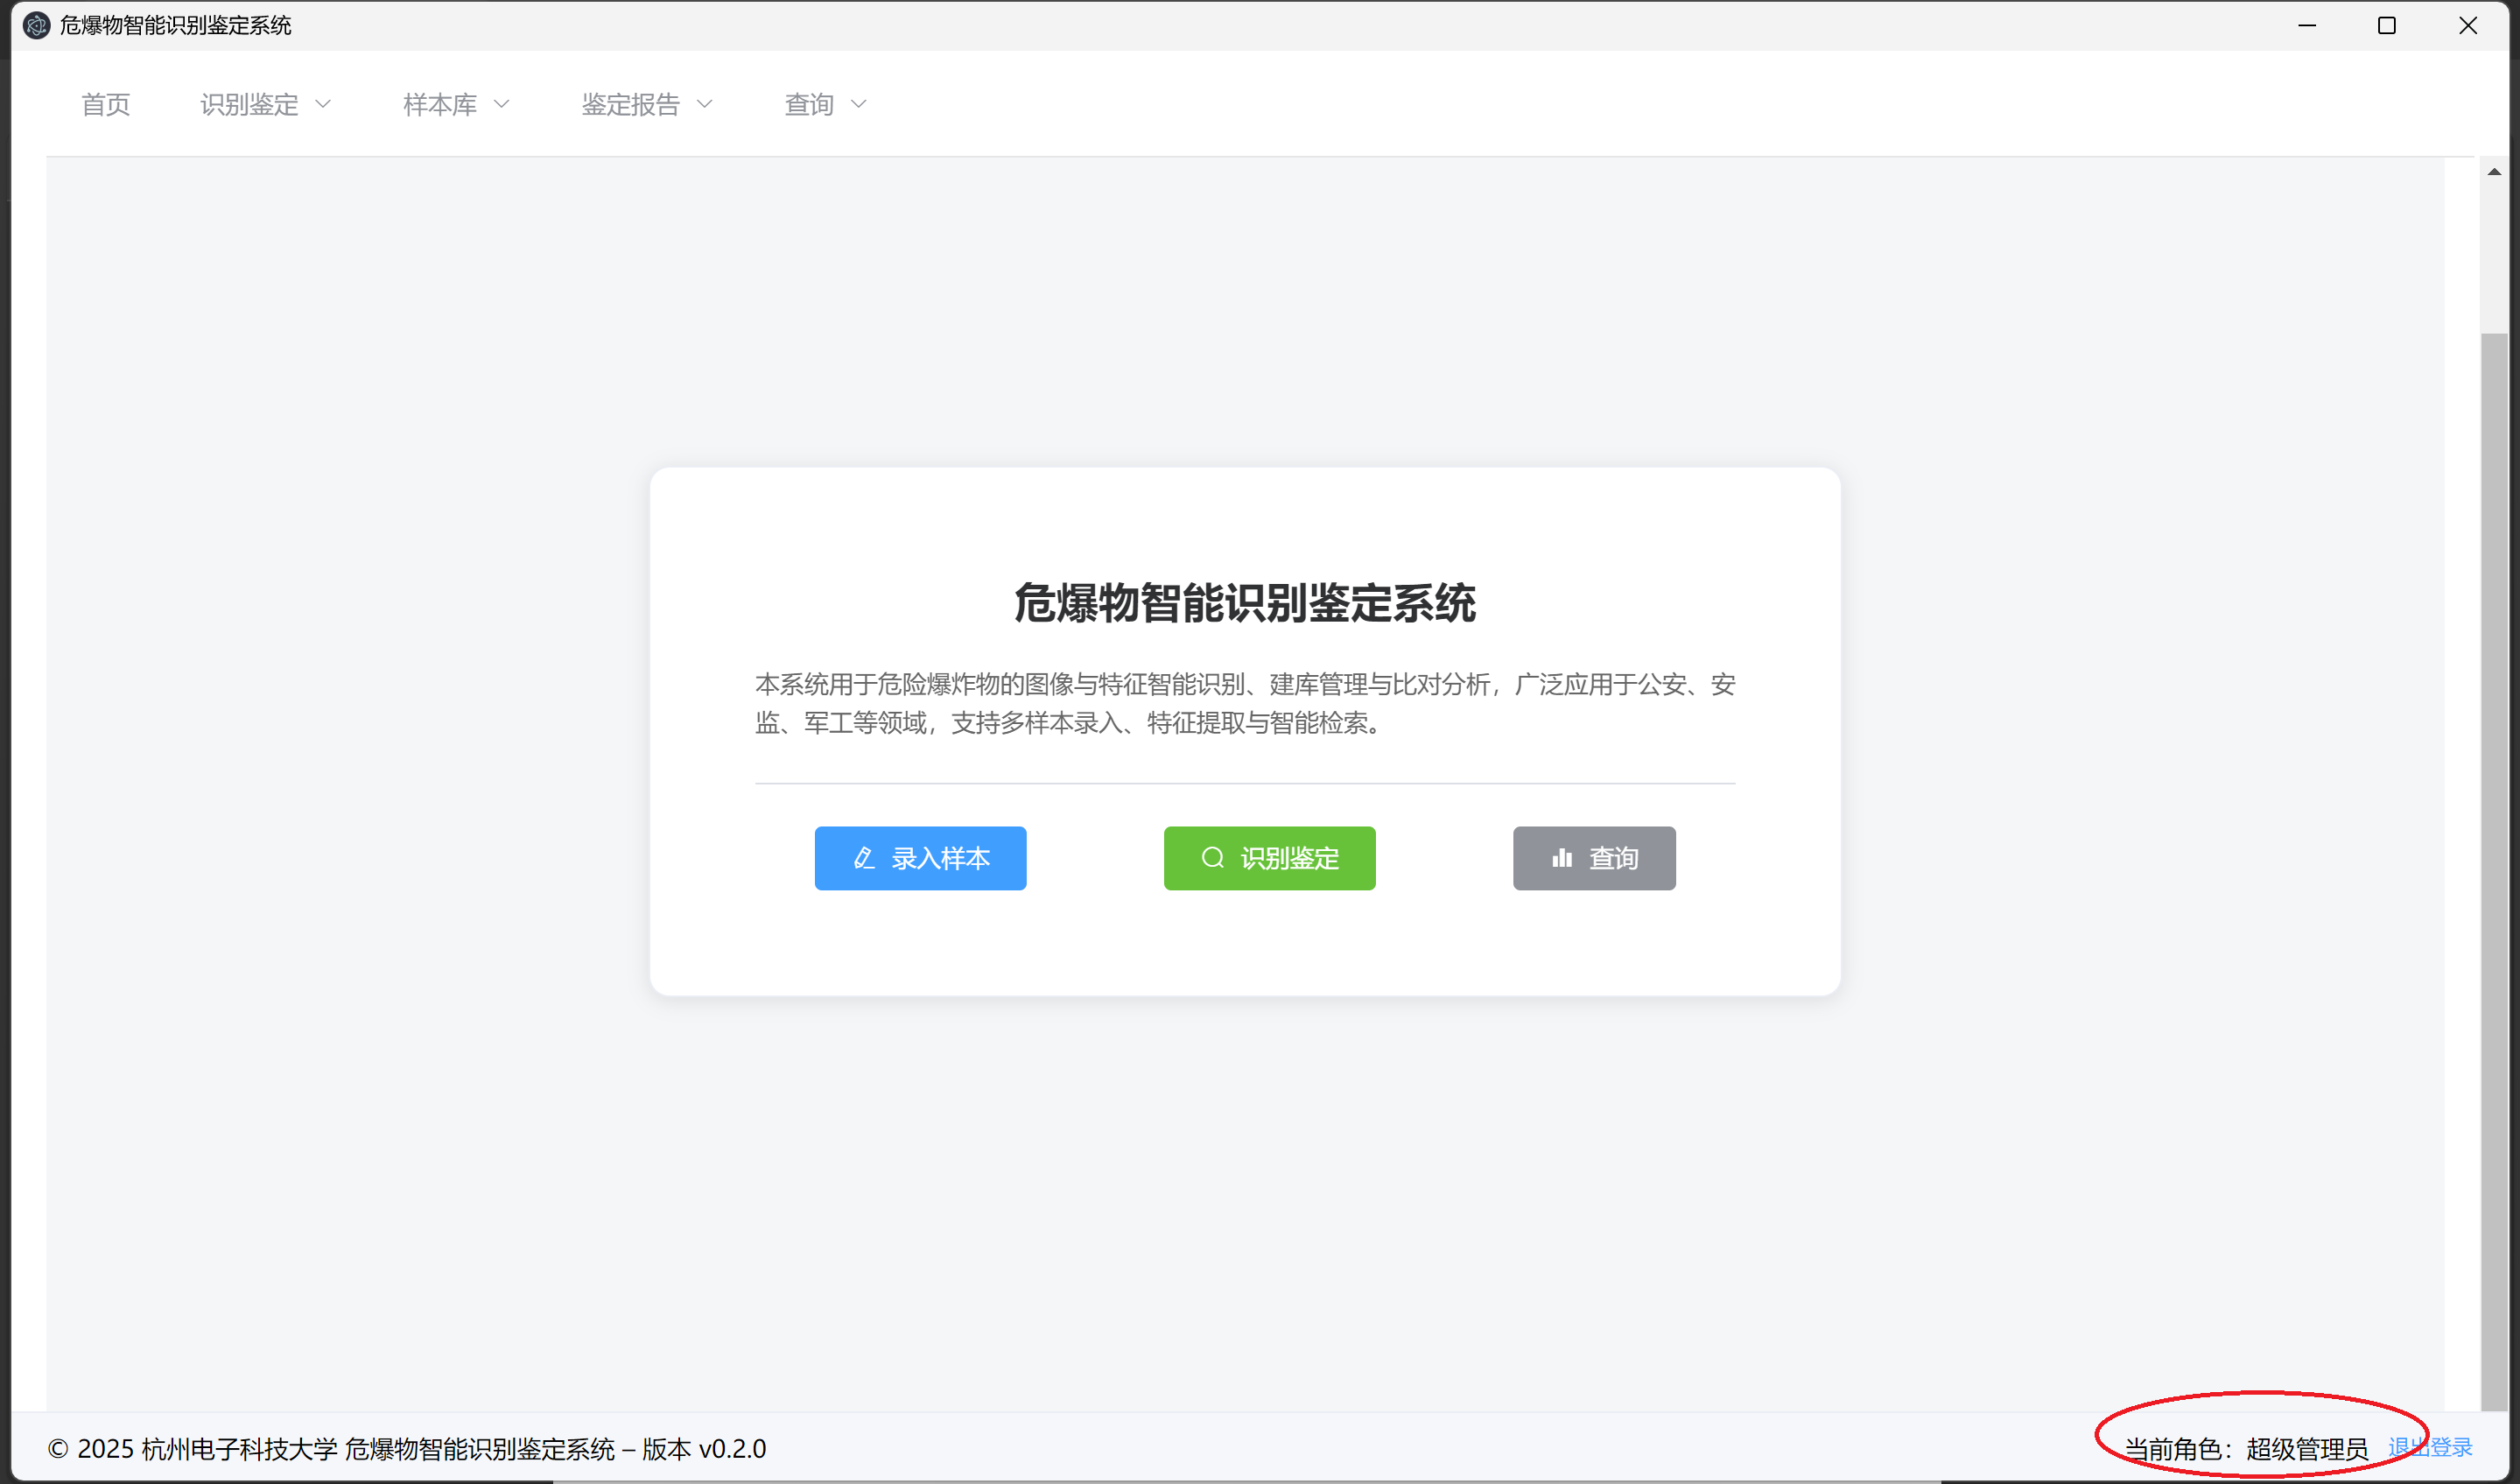 危爆物智能识别鉴定系统
首页 识别鉴定 样本库 鉴定报告 查询
危爆物智能识别鉴定系统
本系统用于危险爆炸物的图像与特征智能识别、建库管理与比对分析，广泛应用于公安、安
监、军工等领域，支持多样本录入、特征提取与智能检索。
录入样本 识别鉴定 查询
© 2025 杭州电子科技大学 危爆物智能识别鉴定系统 – 版本 v0.2.0
当前角色：超级管理员 退出登录